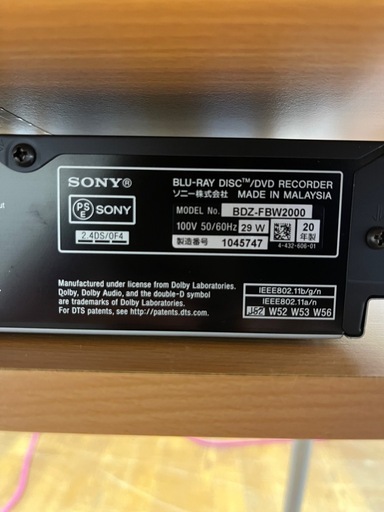 SONY®
PS E SONY
2.4DS/OF4
BLU-RAY DISC™/DVD RECORDER
ソニー株式会社 MADE IN MALAYSIA
MODEL No. BDZ-FBW2000
100V 50/60Hz 29 W
20 年製
製造番号 1045747
4-432-606-01
Manufactured under license from Dolby Laboratories.
Dolby, Dolby Audio, and the double-D symbol
are trademarks of Dolby Laboratories.
For DTS patents, see http://patents.dts.com.
IEEE802.11b/g/n
IEEE802.11a/n
J52 W52 W53 W56